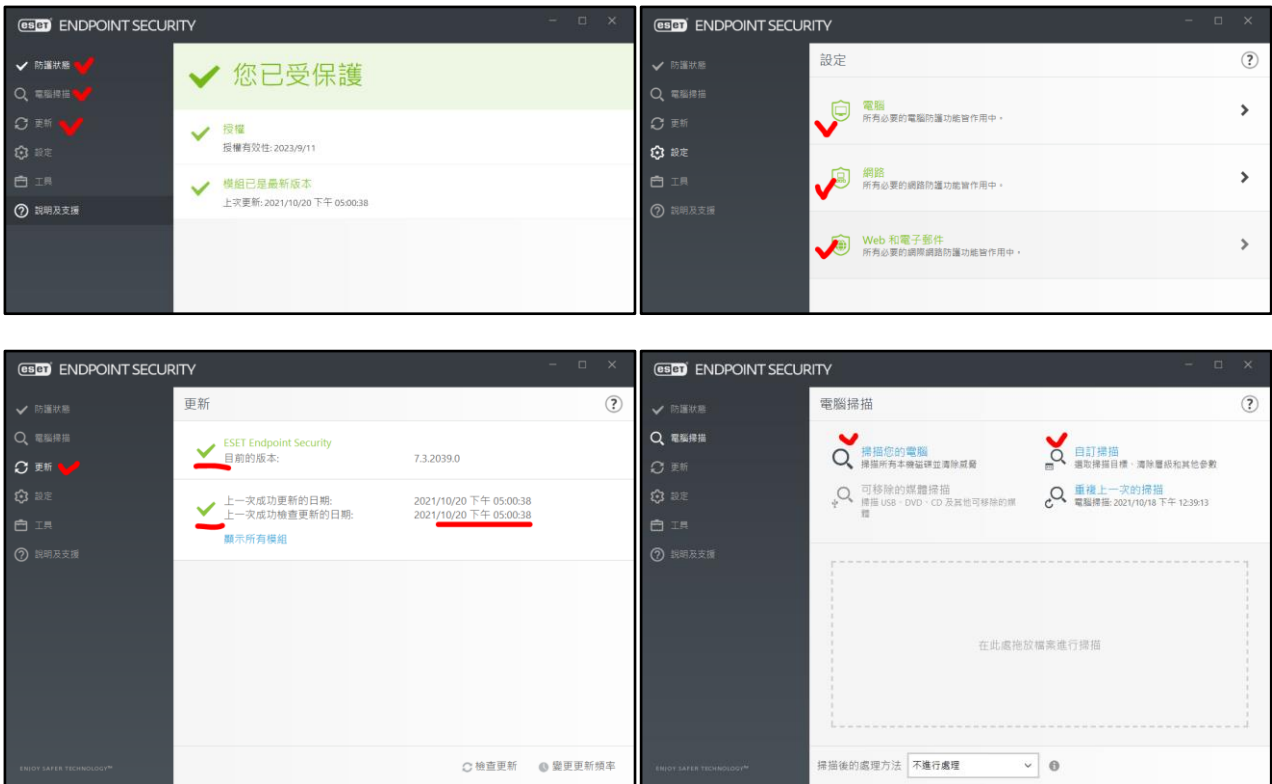 eset ENDPOINT SECURITY
防護狀態
電腦掃描
更新
設定
工具
說明及支援
您已受保護
授權
授權有效性: 2023/9/11
模組已是最新版本
上次更新: 2021/10/20 下午 05:00:38
eset ENDPOINT SECURITY
防護狀態
電腦掃描
更新
設定
工具
說明及支援
設定
?
電腦
所有必要的電腦防護功能皆作用中。
網路
所有必要的網路防護功能皆作用中。
Web 和電子郵件
所有必要的網際網路防護功能皆作用中。
eset ENDPOINT SECURITY
防護狀態
電腦掃描
更新
設定
工具
說明及支援
ENJOY SAFER TECHNOLOGY™
更新
?
ESET Endpoint Security
目前的版本: 7.3.2039.0
上一次成功更新的日期: 2021/10/20 下午 05:00:38
上一次成功檢查更新的日期: 2021/10/20 下午 05:00:38
顯示所有模組
檢查更新 變更更新頻率
eset ENDPOINT SECURITY
防護狀態
電腦掃描
更新
設定
工具
說明及支援
ENJOY SAFER TECHNOLOGY™
電腦掃描
?
掃描您的電腦
掃描所有本機磁碟並清除威脅
自訂掃描
選取掃描目標、清除層級和其他參數
可移除的媒體掃描
掃描 USB、DVD、CD 及其他可移除的媒
體
重複上一次的掃描
電腦掃描: 2021/10/18 下午 12:39:13
在此處拖放檔案進行掃描
掃描後的處理方法 不進行處理